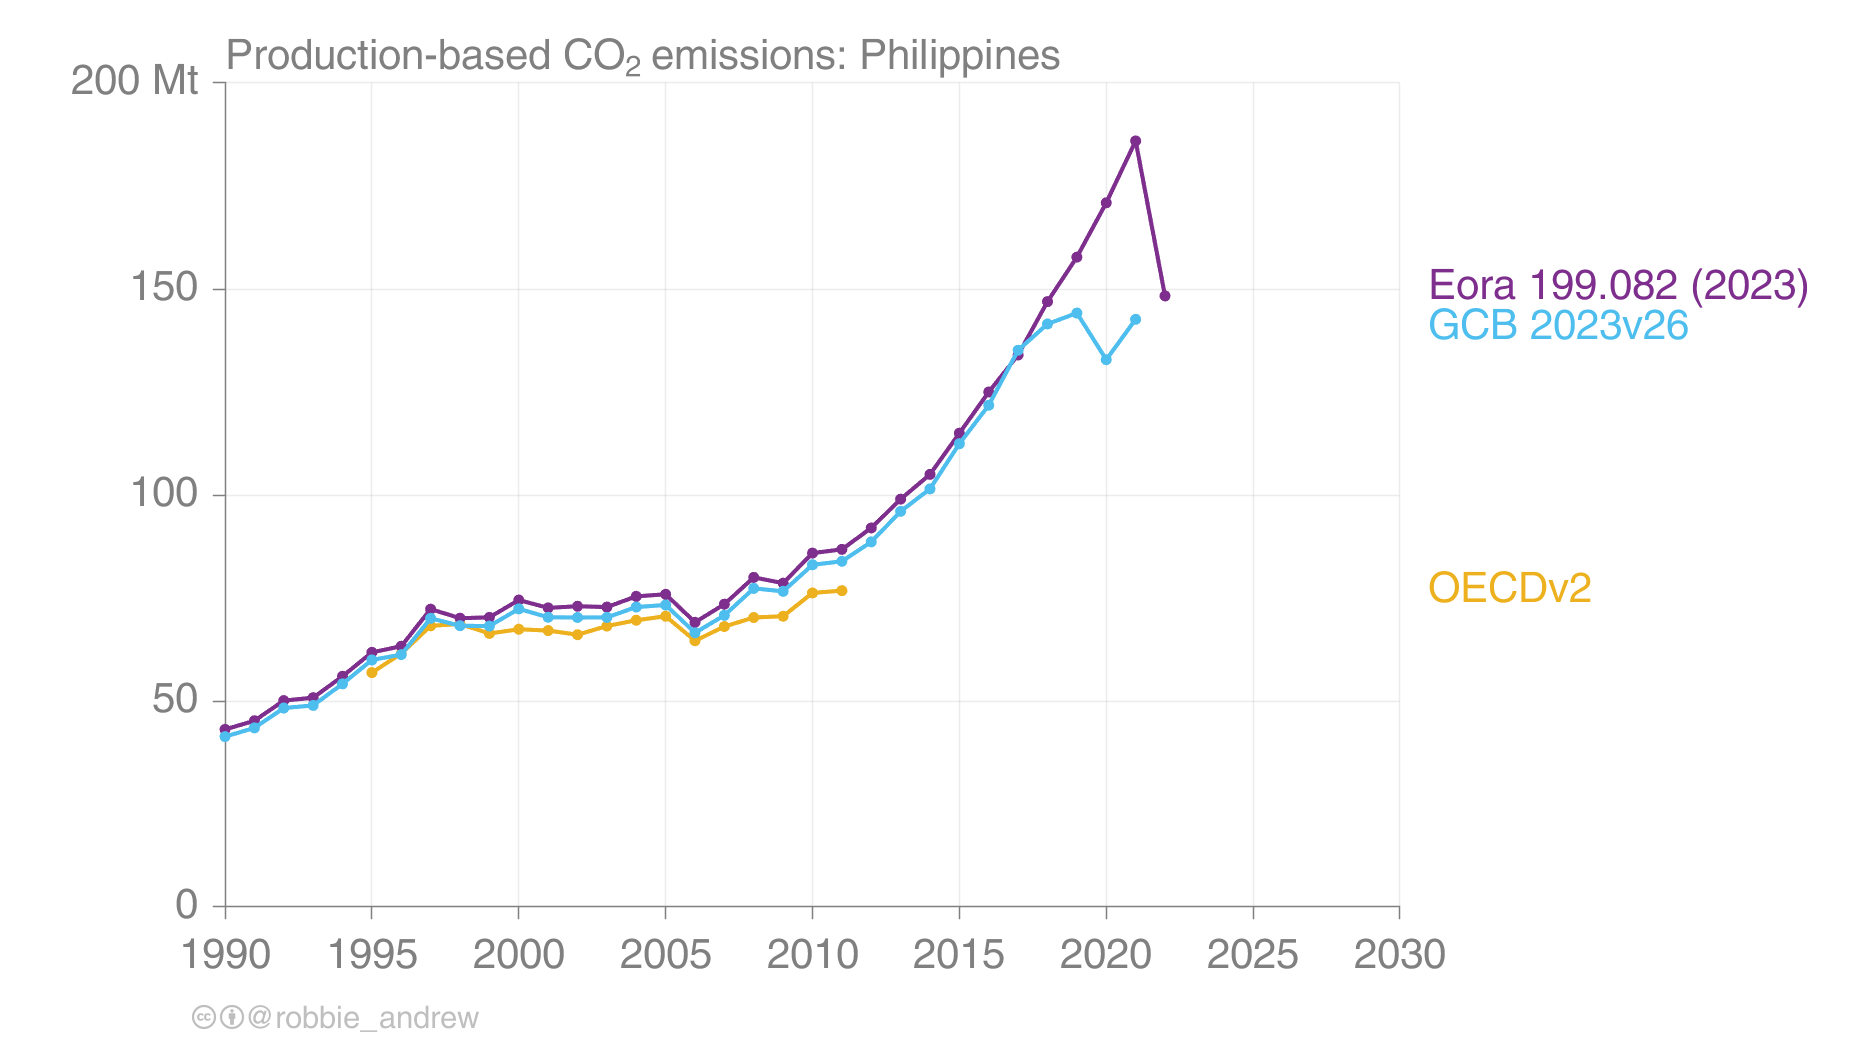 Production-based CO₂ emissions: Philippines
200 Mt
150
100
50
0
1990 1995 2000 2005 2010 2015 2020 2025 2030
Eora 199.082 (2023)
GCB 2023v26
OECDv2
cc @robbie_andrew